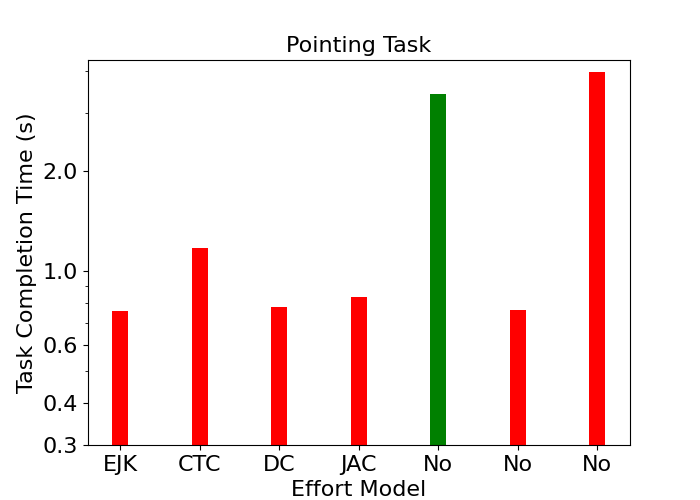 Pointing Task
Task Completion Time (s)
2.0
1.0
0.6
0.4
0.3
EJK CTC DC JAC No No No
Effort Model